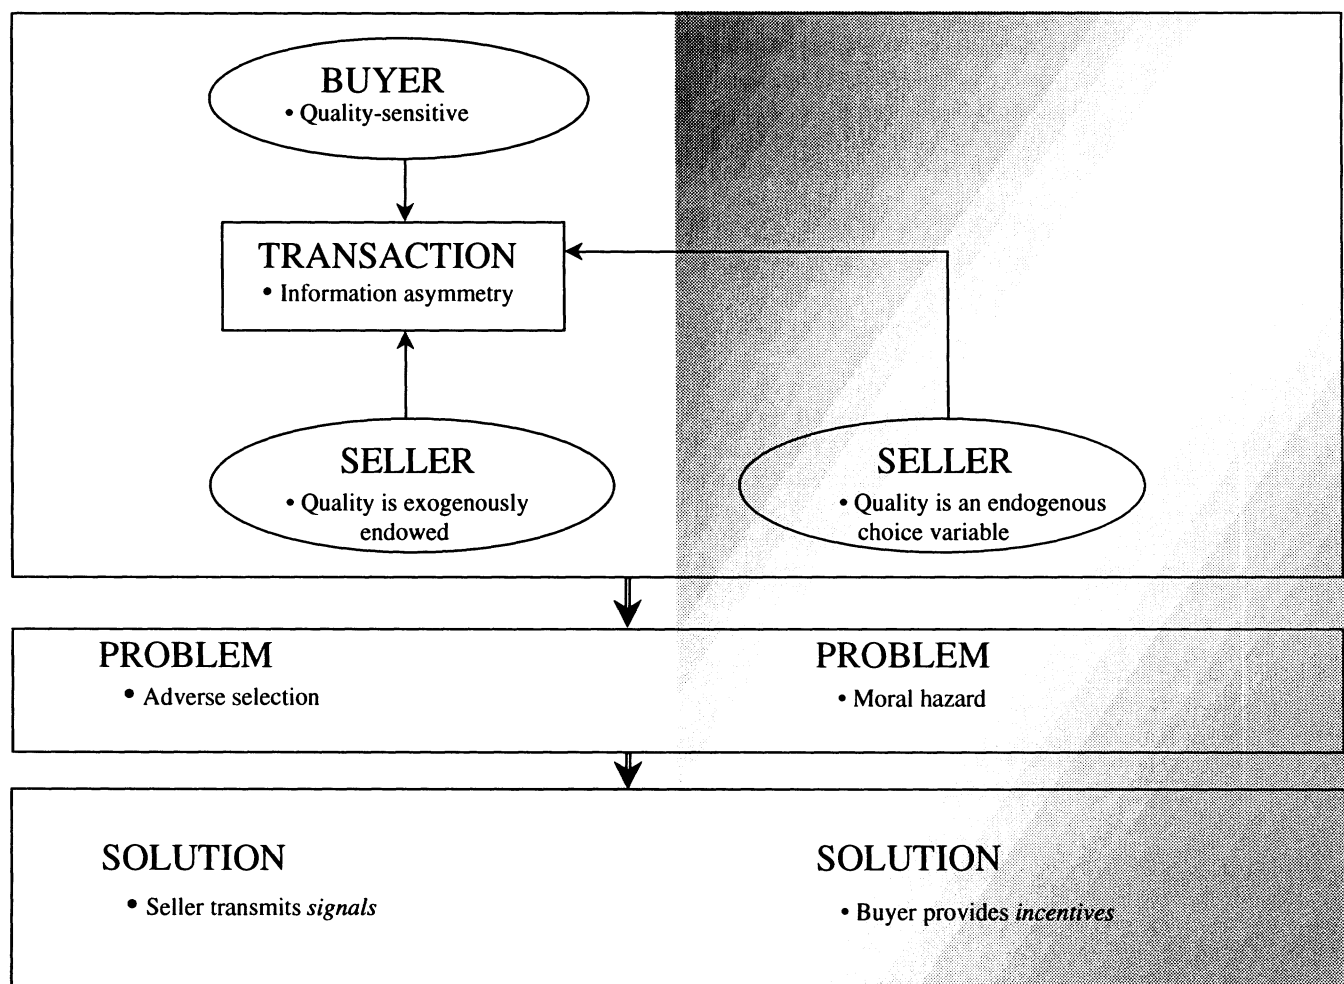 BUYER
• Quality-sensitive
TRANSACTION
• Information asymmetry
SELLER
• Quality is exogenously
endowed
SELLER
• Quality is an endogenous
choice variable
PROBLEM
• Adverse selection
PROBLEM
• Moral hazard
SOLUTION
• Seller transmits signals
SOLUTION
• Buyer provides incentives